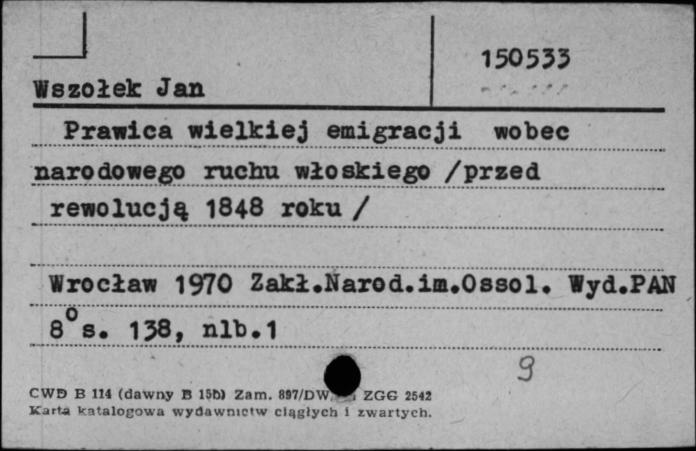 150533
Wszołek Jan
Prawica wielkiej emigracji wobec
narodowego ruchu włoskiego /przed
rewolucją 1848 roku /
Wrocław 1970 Zakł.Narod.im.Ossol. Wyd.PAN
8° s. 138, nlb.1
9
CWD B 114 (dawny B 15b) Zam. 897/DW ZGG 2542
Karta katalogowa wydawnictw ciągłych i zwartych.